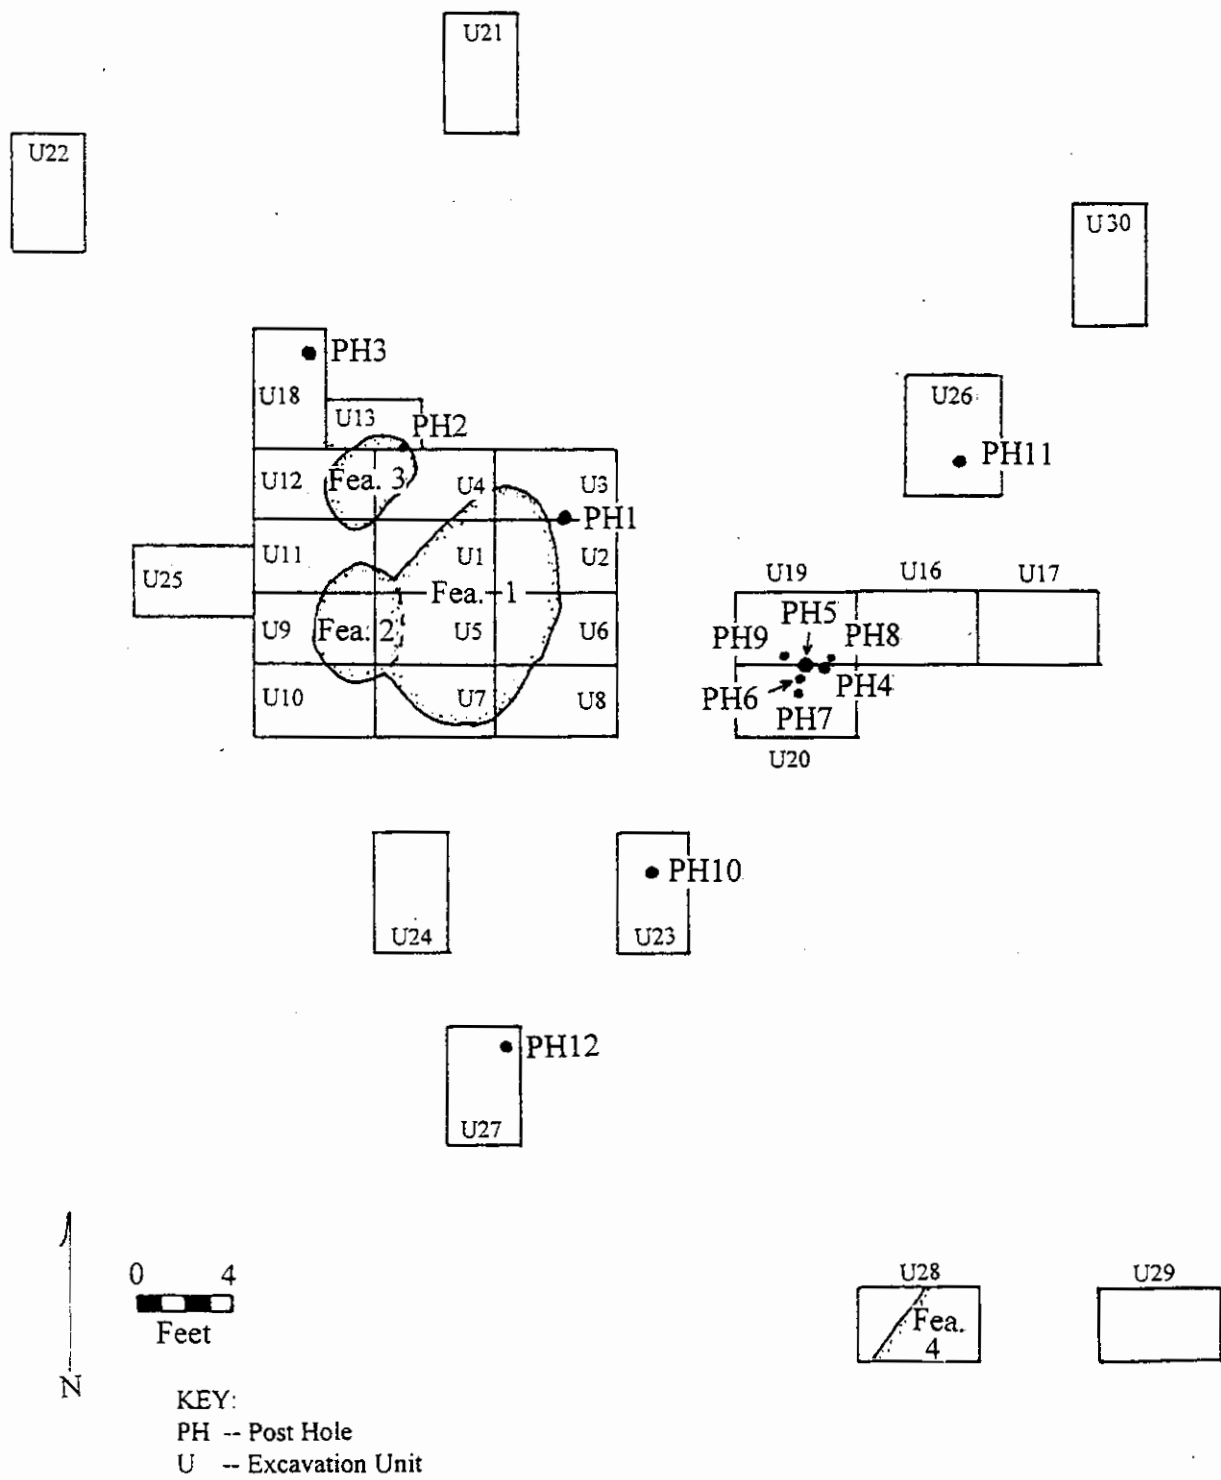 U21
U22
U30
PH3
U18
U13
PH2
U26
PH11
U12
Fea. 3
U4
U3
PH1
U11
U1
U2
U25
Fea. 1
U19
U16
U17
PH5
PH9
PH8
U9
Fea. 2
U5
U6
PH6
PH4
PH7
U10
U7
U8
U20
PH10
U24
U23
PH12
U27
0 4
Feet
N
U28
U29
Fea.
4
KEY:
PH -- Post Hole
U -- Excavation Unit